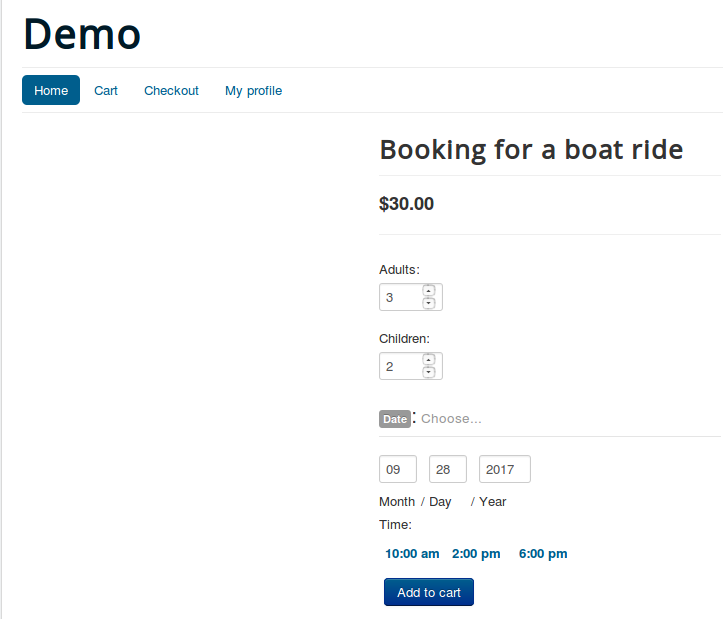 Demo
Home Cart Checkout My profile
Booking for a boat ride
$30.00
Adults:
3
Children:
2
Date: Choose...
09 28 2017
Month / Day / Year
Time:
10:00 am 2:00 pm 6:00 pm
Add to cart